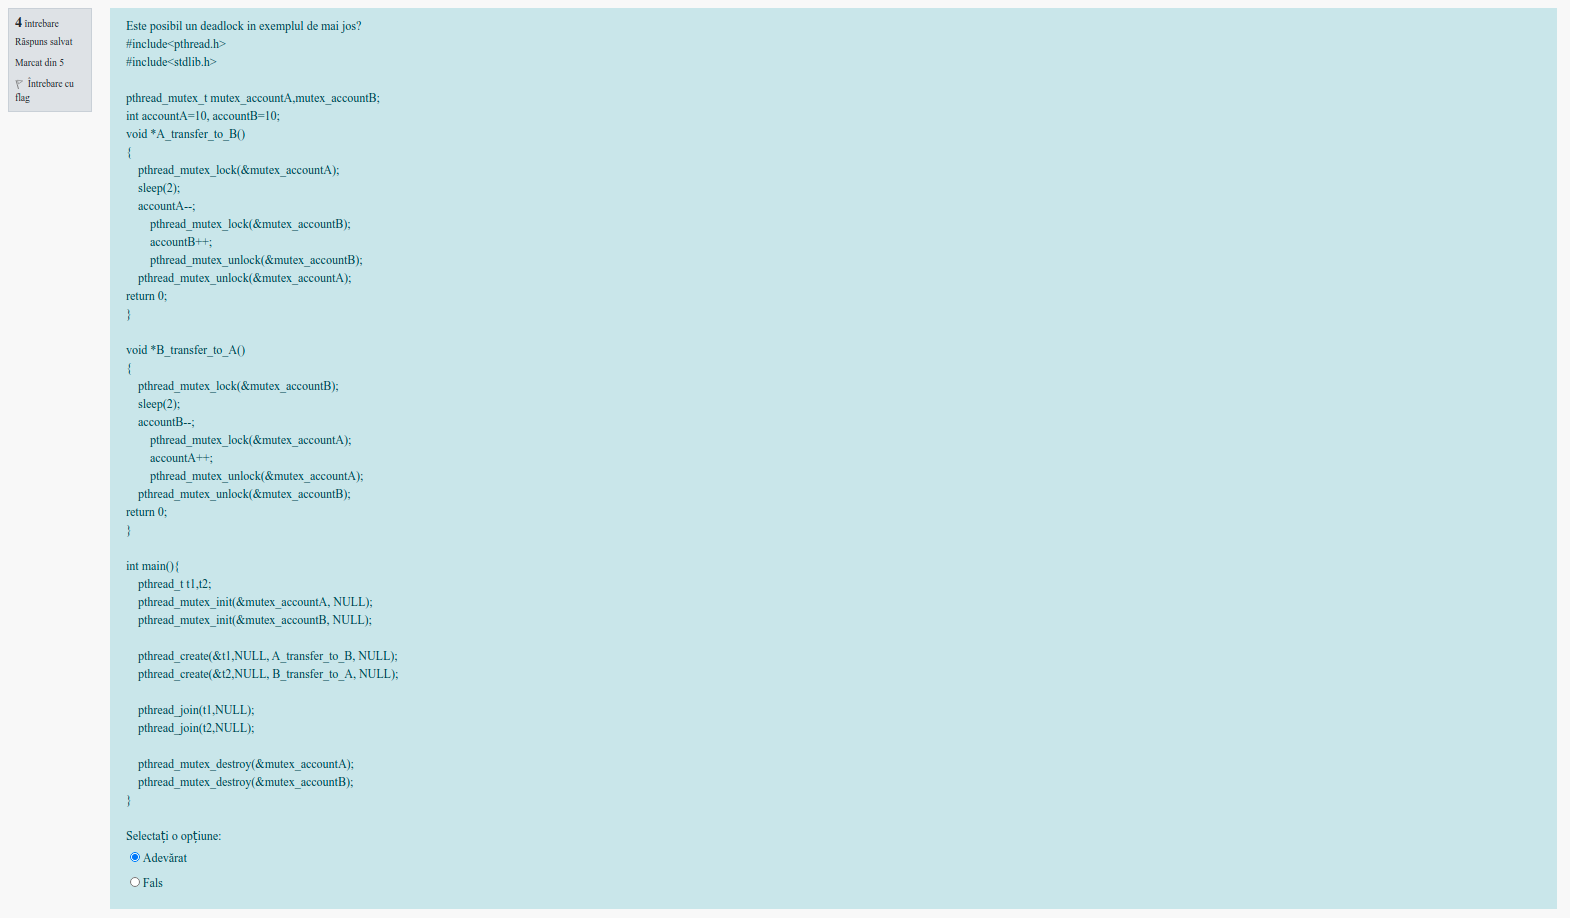 4 întrebare
Răspuns salvat
Marcat din 5
Întrebare cu
flag
Este posibil un deadlock in exemplul de mai jos?
#include<pthread.h>
#include<stdlib.h>
pthread_mutex_t mutex_accountA,mutex_accountB;
int accountA=10, accountB=10;
void *A_transfer_to_B()
{
pthread_mutex_lock(&mutex_accountA);
sleep(2);
accountA--;
pthread_mutex_lock(&mutex_accountB);
accountB++;
pthread_mutex_unlock(&mutex_accountB);
pthread_mutex_unlock(&mutex_accountA);
return 0;
}
void *B_transfer_to_A()
{
pthread_mutex_lock(&mutex_accountB);
sleep(2);
accountB--;
pthread_mutex_lock(&mutex_accountA);
accountA++;
pthread_mutex_unlock(&mutex_accountA);
pthread_mutex_unlock(&mutex_accountB);
return 0;
}
int main(){
pthread_t t1,t2;
pthread_mutex_init(&mutex_accountA, NULL);
pthread_mutex_init(&mutex_accountB, NULL);
pthread_create(&t1,NULL, A_transfer_to_B, NULL);
pthread_create(&t2,NULL, B_transfer_to_A, NULL);
pthread_join(t1,NULL);
pthread_join(t2,NULL);
pthread_mutex_destroy(&mutex_accountA);
pthread_mutex_destroy(&mutex_accountB);
}
Selectați o opțiune:
Adevărat
Fals